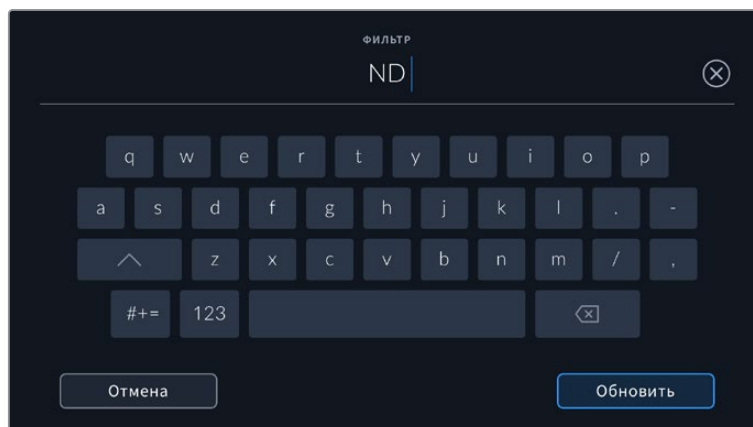 ФИЛЬТР
ND
q w e r t y u i o p
a s d f g h j k l . -
z x c v b n m / ,
#+= 123
Отмена Обновить